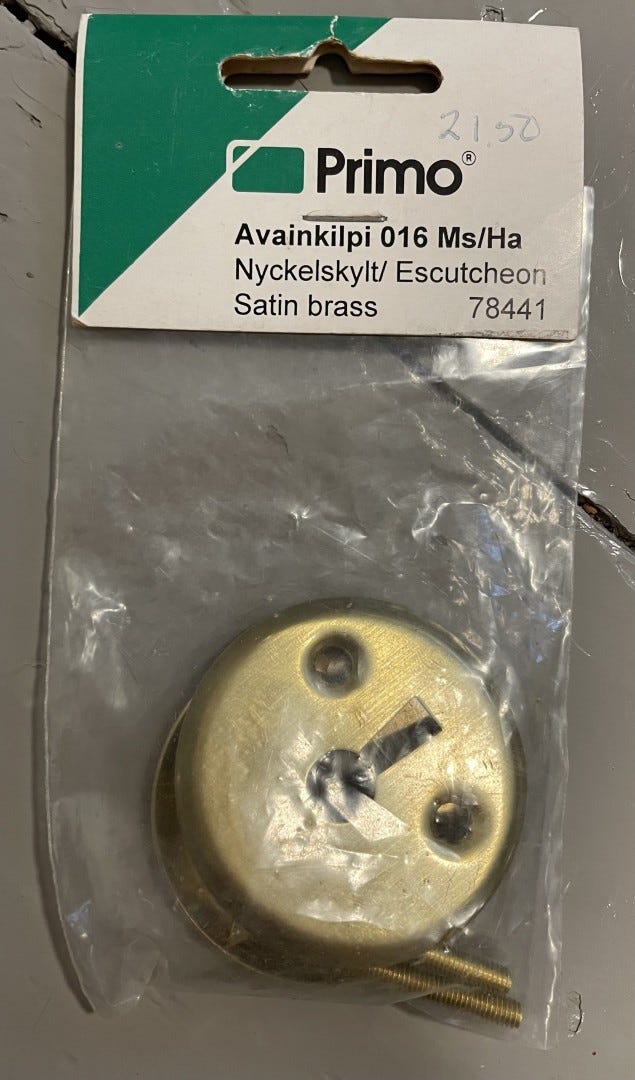 21.50
Primo®
Avainkilpi 016 Ms/Ha
Nyckelskylt/ Escutcheon
Satin brass 78441